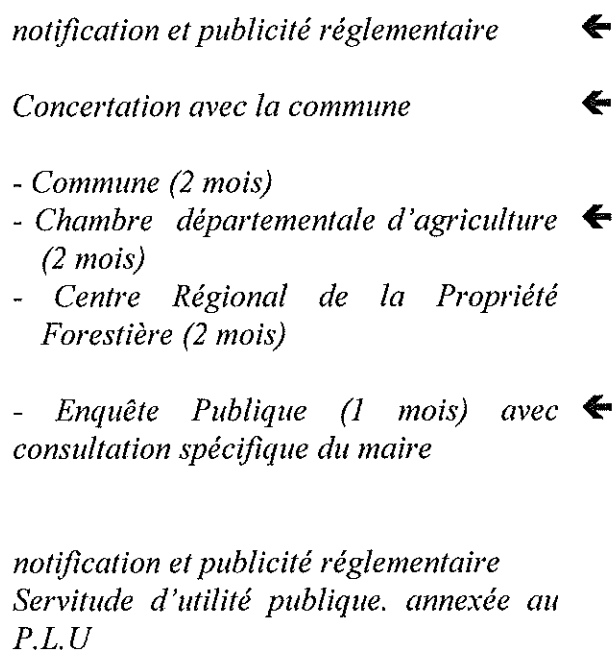 notification et publicité réglementaire ←
Concertation avec la commune ←
- Commune (2 mois)
- Chambre départementale d'agriculture ←
(2 mois)
- Centre Régional de la Propriété
Forestière (2 mois)
- Enquête Publique (1 mois) avec ←
consultation spécifique du maire
notification et publicité réglementaire
Servitude d'utilité publique. annexée au
P.L.U